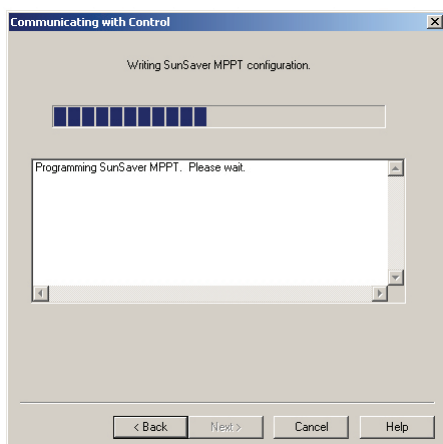 Communicating with Control
Writing SunSaver MPPT configuration.
Programming SunSaver MPPT. Please wait.
< Back
Next >
Cancel
Help